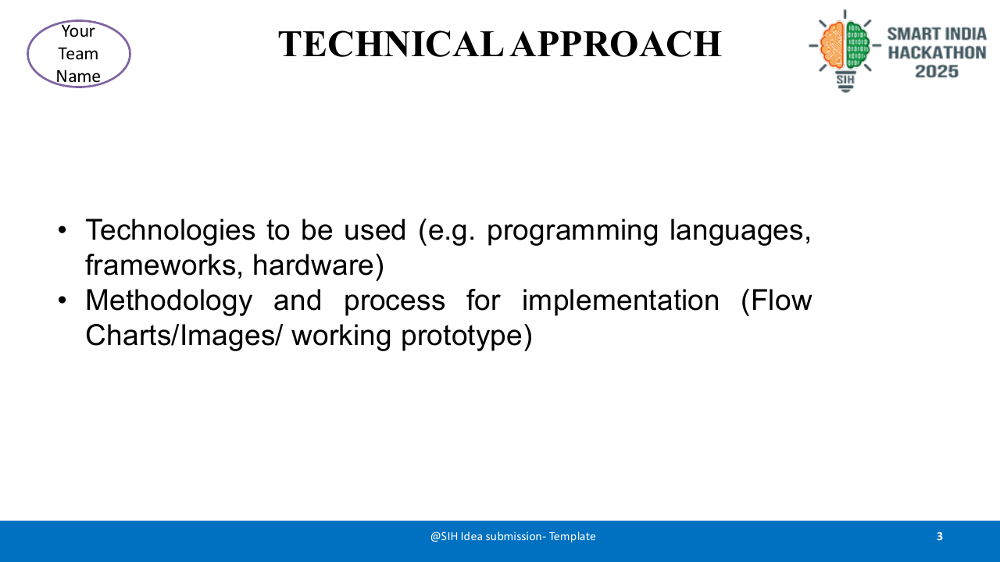 Your
Team
Name
TECHNICAL APPROACH
SIH
SMART INDIA
HACKATHON
2025
• Technologies to be used (e.g. programming languages,
frameworks, hardware)
• Methodology and process for implementation (Flow
Charts/Images/ working prototype)
@SIH Idea submission- Template
3